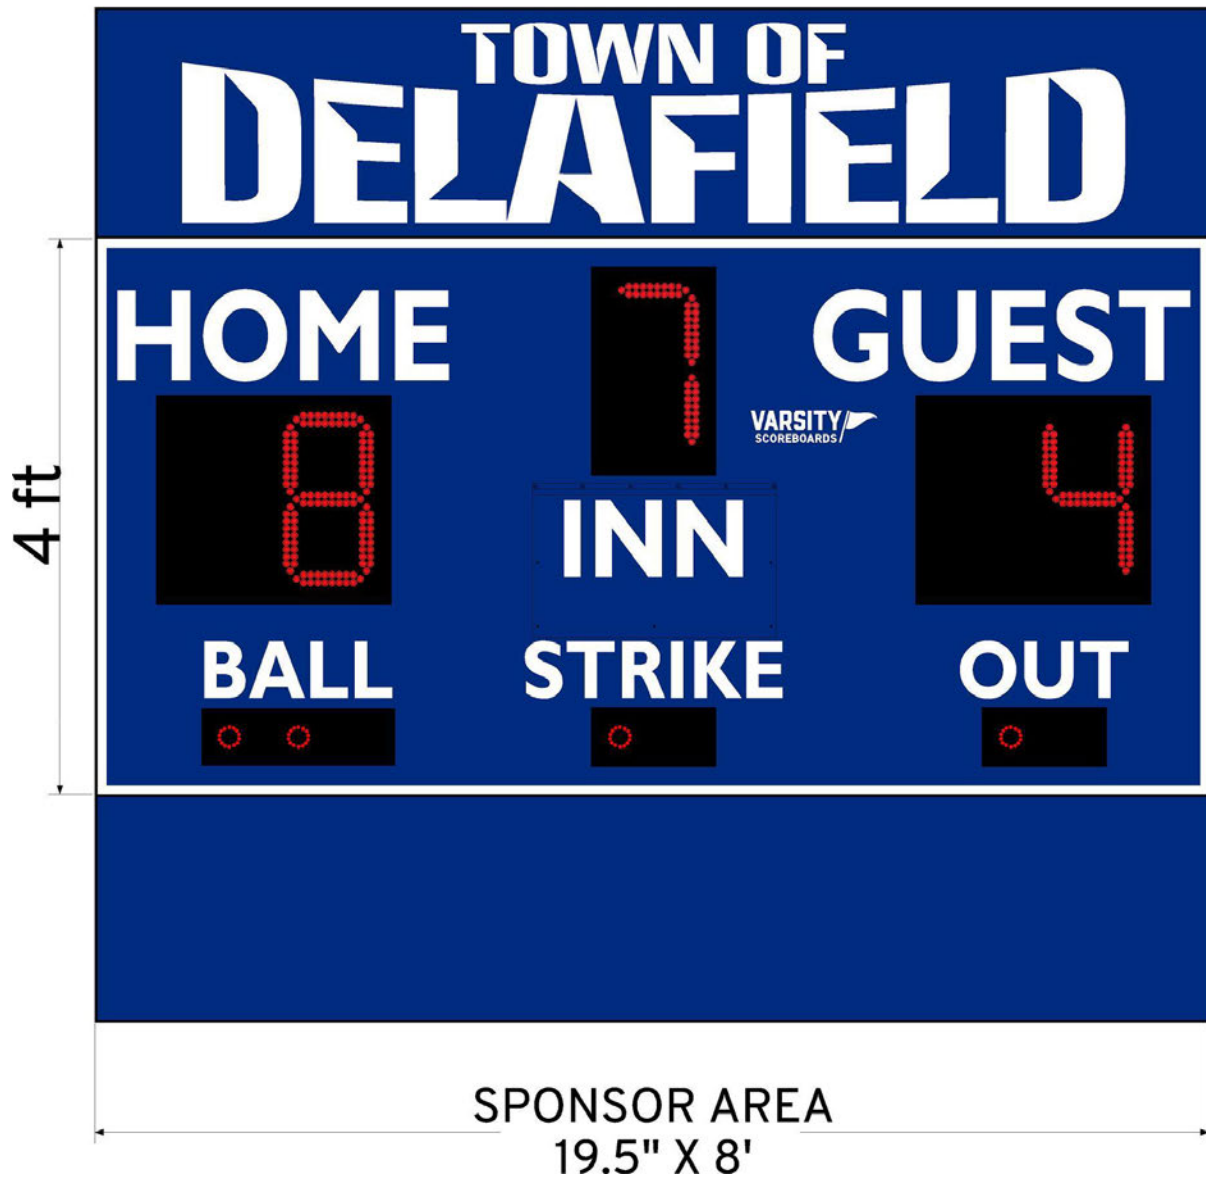 TOWN OF
DELAFIELD
HOME
7
GUEST
8
VARSITY
SCOREBOARDS
4
INN
4 ft
BALL
STRIKE
OUT
SPONSOR AREA
19.5" X 8'